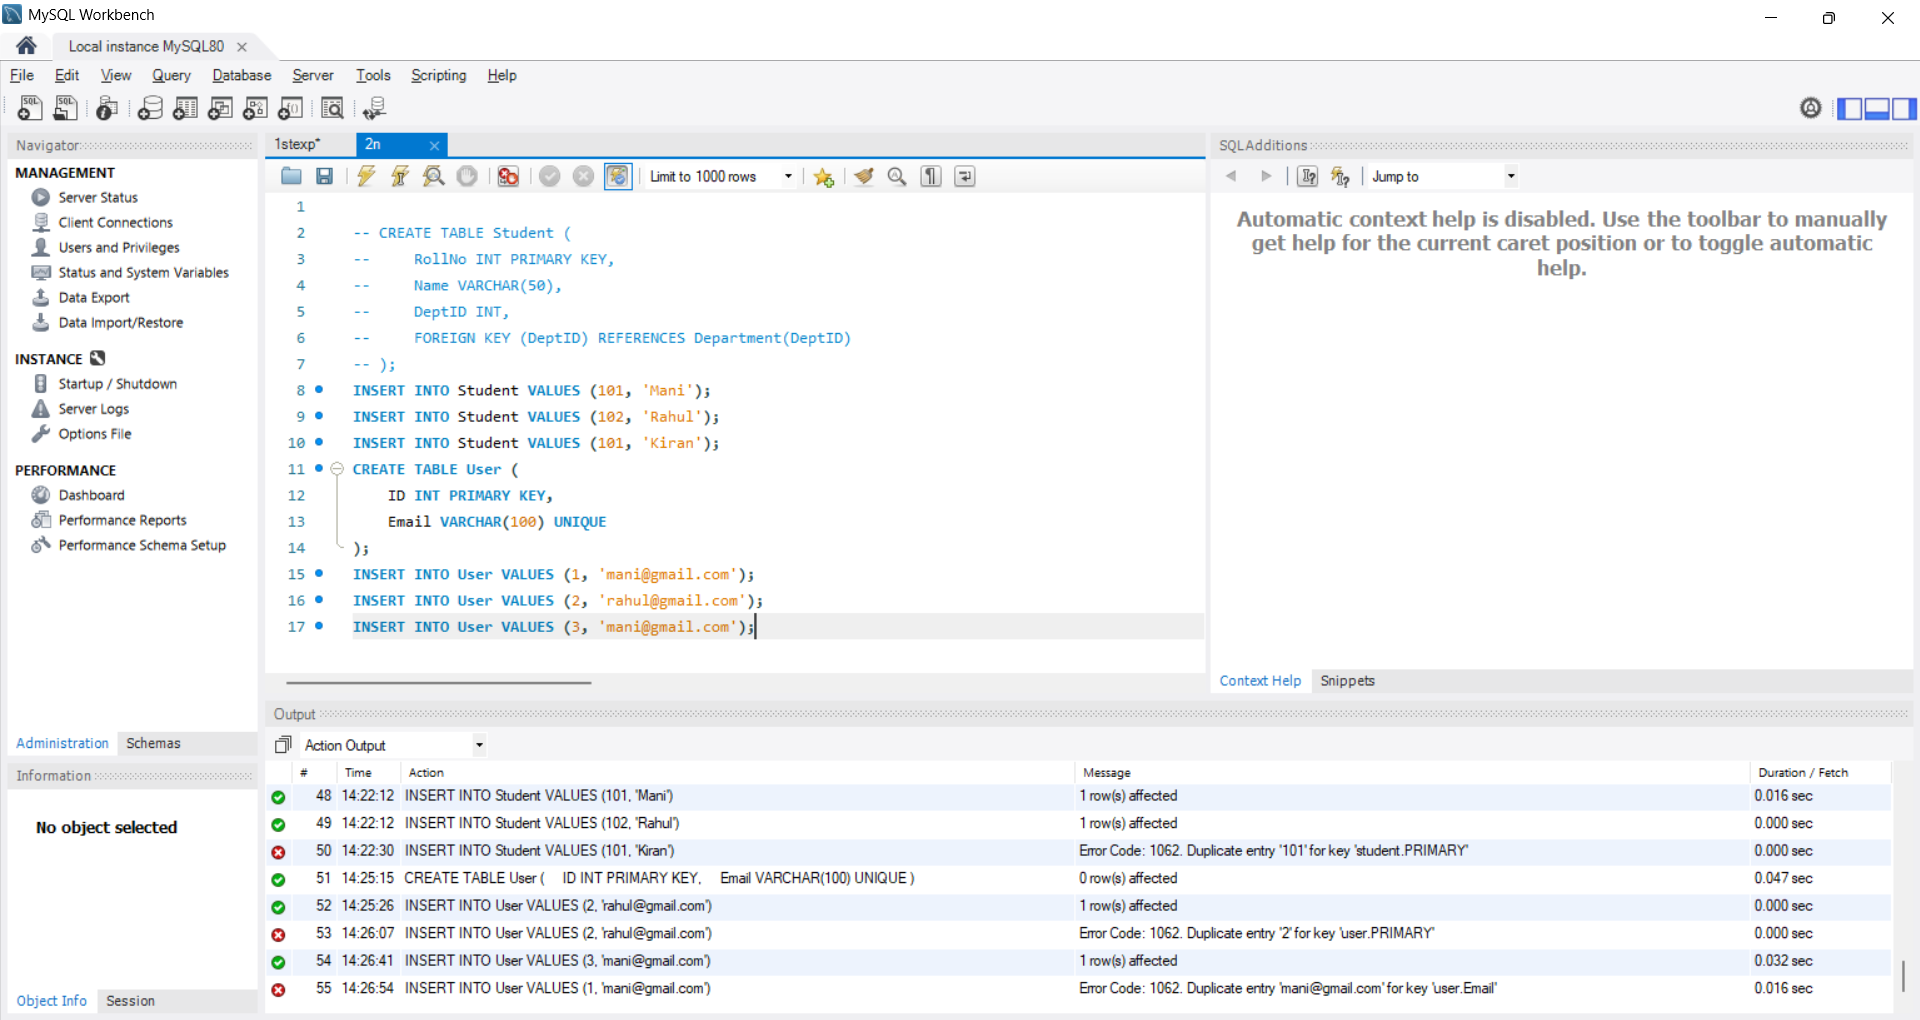 MySQL Workbench
Local instance MySQL80
File Edit View Query Database Server Tools Scripting Help
Navigator
MANAGEMENT
Server Status
Client Connections
Users and Privileges
Status and System Variables
Data Export
Data Import/Restore
INSTANCE
Startup / Shutdown
Server Logs
Options File
PERFORMANCE
Dashboard
Performance Reports
Performance Schema Setup
Administration Schemas
Information
No object selected
Object Info Session
1stexp* 2n
Limit to 1000 rows
1
2 -- CREATE TABLE Student (
3 -- RollNo INT PRIMARY KEY,
4 -- Name VARCHAR(50),
5 -- DeptID INT,
6 -- FOREIGN KEY (DeptID) REFERENCES Department(DeptID)
7 -- );
8 INSERT INTO Student VALUES (101, 'Mani');
9 INSERT INTO Student VALUES (102, 'Rahul');
10 INSERT INTO Student VALUES (101, 'Kiran');
11 CREATE TABLE User (
12 ID INT PRIMARY KEY,
13 Email VARCHAR(100) UNIQUE
14 );
15 INSERT INTO User VALUES (1, 'mani@gmail.com');
16 INSERT INTO User VALUES (2, 'rahul@gmail.com');
17 INSERT INTO User VALUES (3, 'mani@gmail.com');
SQLAdditions
Jump to
Automatic context help is disabled. Use the toolbar to manually
get help for the current caret position or to toggle automatic
help.
Context Help Snippets
Output
Action Output
# Time Action Message Duration / Fetch
48 14:22:12 INSERT INTO Student VALUES (101, 'Mani') 1 row(s) affected 0.016 sec
49 14:22:12 INSERT INTO Student VALUES (102, 'Rahul') 1 row(s) affected 0.000 sec
50 14:22:30 INSERT INTO Student VALUES (101, 'Kiran') Error Code: 1062. Duplicate entry '101' for key 'student.PRIMARY' 0.000 sec
51 14:25:15 CREATE TABLE User ( ID INT PRIMARY KEY, Email VARCHAR(100) UNIQUE ) 0 row(s) affected 0.047 sec
52 14:25:26 INSERT INTO User VALUES (2, 'rahul@gmail.com') 1 row(s) affected 0.000 sec
53 14:26:07 INSERT INTO User VALUES (2, 'rahul@gmail.com') Error Code: 1062. Duplicate entry '2' for key 'user.PRIMARY' 0.000 sec
54 14:26:41 INSERT INTO User VALUES (3, 'mani@gmail.com') 1 row(s) affected 0.032 sec
55 14:26:54 INSERT INTO User VALUES (1, 'mani@gmail.com') Error Code: 1062. Duplicate entry 'mani@gmail.com' for key 'user.Email' 0.016 sec